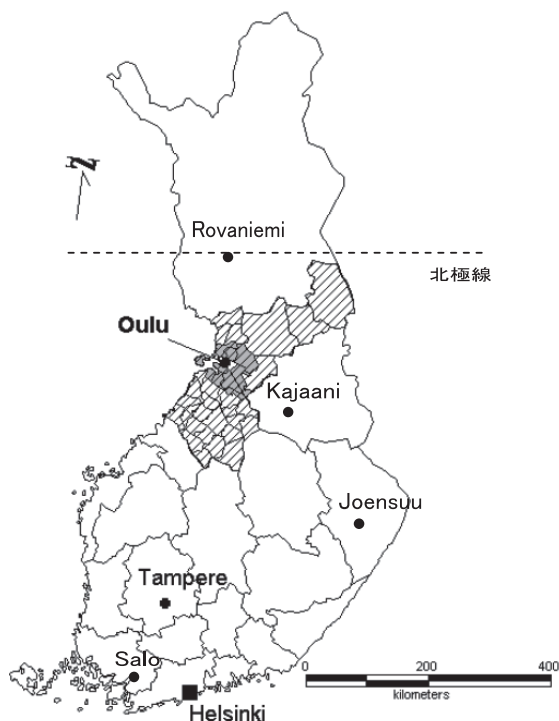 N
Rovaniemi
北極線
Oulu
Kajaani
Joensuu
Tampere
Salo
Helsinki
0 200 400
kilometers